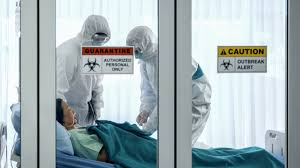 QUARANTINE
AUTHORIZED
PERSONAL ONLY
CAUTION
OUTBREAK
ALERT